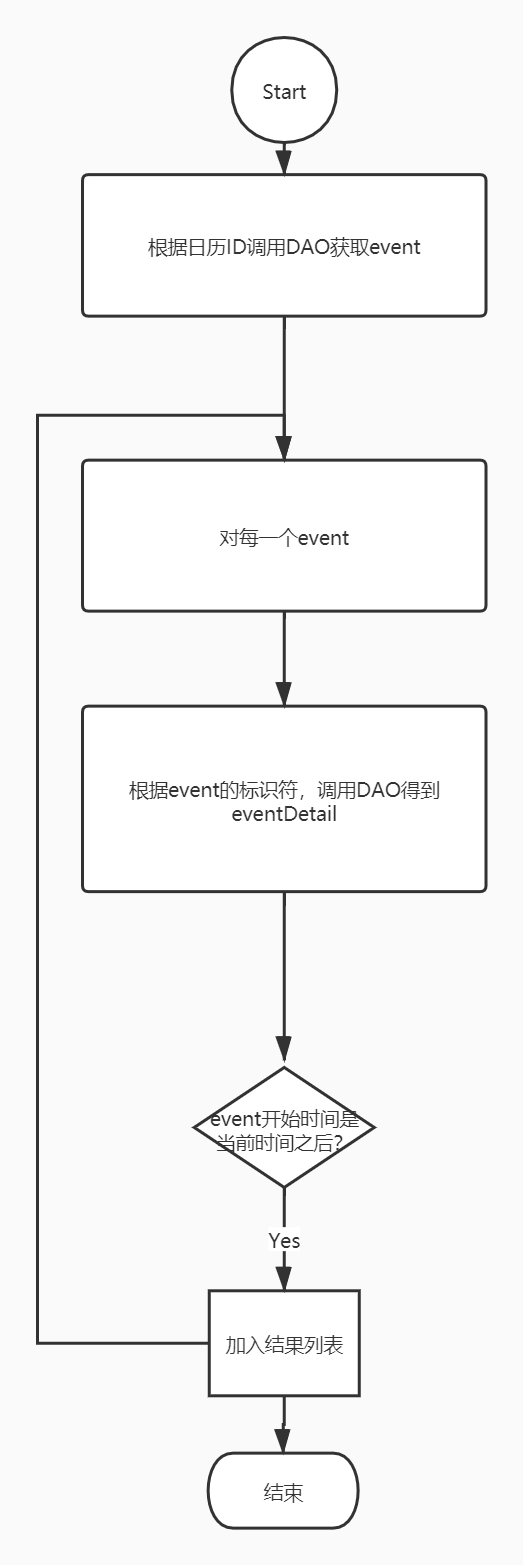 Start
根据日历ID调用DAO获取event
对每一个event
根据event的标识符，调用DAO得到
eventDetail
event开始时间是
当前时间之后？
Yes
加入结果列表
结束